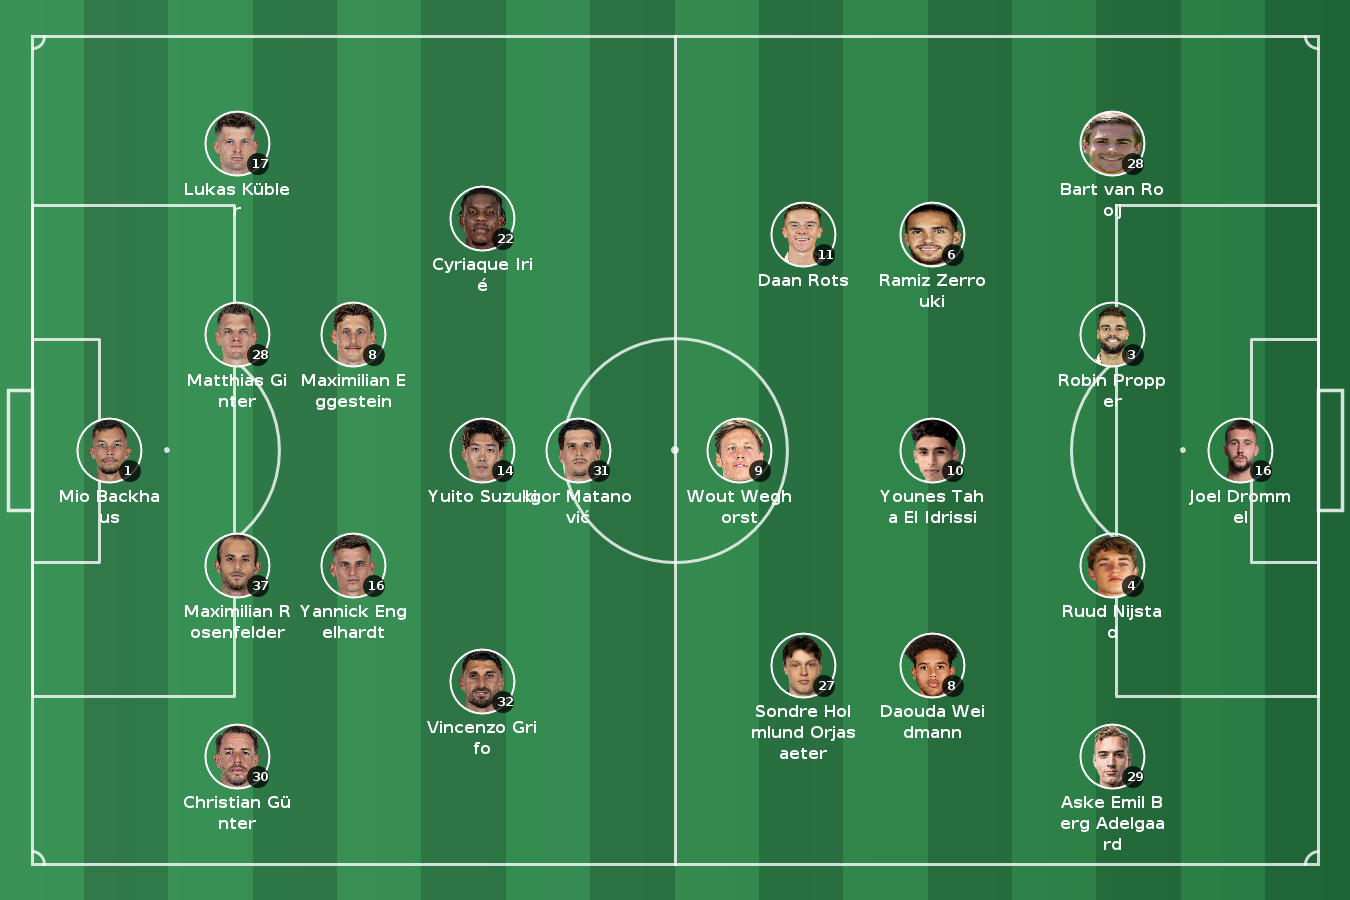 17
Lukas Küble
r
28
Bart van Ro
oij
22
Cyriaque Iri
é
11
Daan Rots
6
Ramiz Zerro
uki
28
Matthias Gi
nter
8
Maximilian E
ggestein
3
Robin Propp
er
1
Mio Backha
us
14
Yuito Suzuki
31
Igor Matano
vić
9
Wout Wegh
orst
10
Younes Tah
a El Idrissi
16
Joel Dromm
el
37
Maximilian R
osenfelder
16
Yannick Eng
elhardt
4
Ruud Nijsta
d
32
Vincenzo Gri
fo
27
Sondre Hol
mlund Orjas
aeter
8
Daouda Wei
dmann
30
Christian Gü
nter
29
Aske Emil B
erg Adelgaa
rd